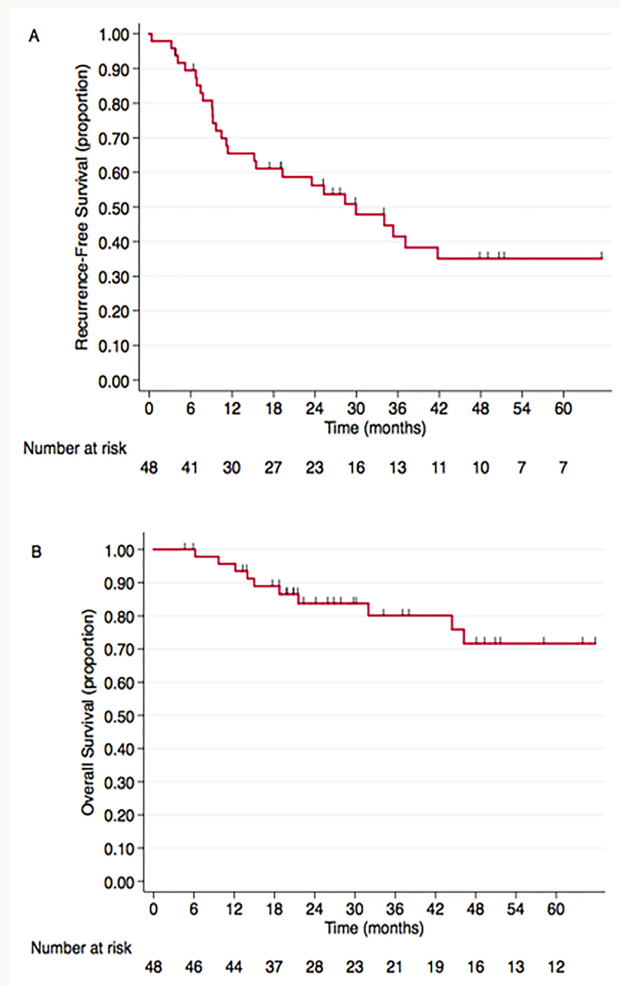 A
1.00
0.90
0.80
0.70
0.60
0.50
0.40
0.30
0.20
0.10
0.00
Recurrence-Free Survival (proportion)
0 6 12 18 24 30 36 42 48 54 60
Time (months)
Number at risk
48 41 30 27 23 16 13 11 10 7 7
B
1.00
0.90
0.80
0.70
0.60
0.50
0.40
0.30
0.20
0.10
0.00
Overall Survival (proportion)
0 6 12 18 24 30 36 42 48 54 60
Time (months)
Number at risk
48 46 44 37 28 23 21 19 16 13 12